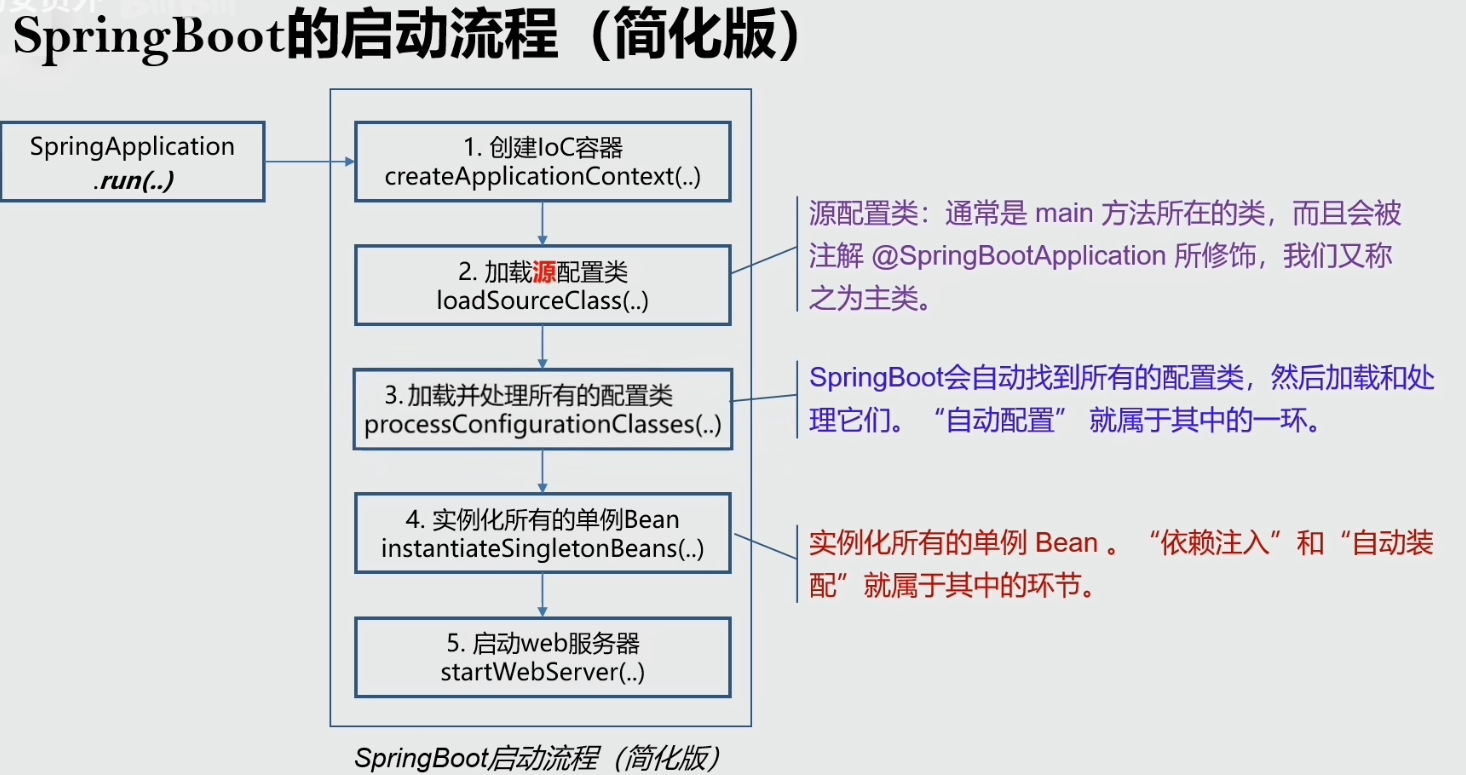 SpringBoot的启动流程（简化版）
SpringApplication
.run(..)
1. 创建IoC容器
createApplicationContext(..)
2. 加载源配置类
loadSourceClass(..)
源配置类：通常是 main 方法所在的类，而且会被
注解 @SpringBootApplication 所修饰，我们又称
之为主类。
3. 加载并处理所有的配置类
processConfigurationClasses(..)
SpringBoot会自动找到所有的配置类，然后加载和处
理它们。“自动配置” 就属于其中的一环。
4. 实例化所有的单例Bean
instantiateSingletonBeans(..)
实例化所有的单例 Bean 。“依赖注入”和“自动装
配”就属于其中的环节。
5. 启动web服务器
startWebServer(..)
SpringBoot启动流程（简化版）